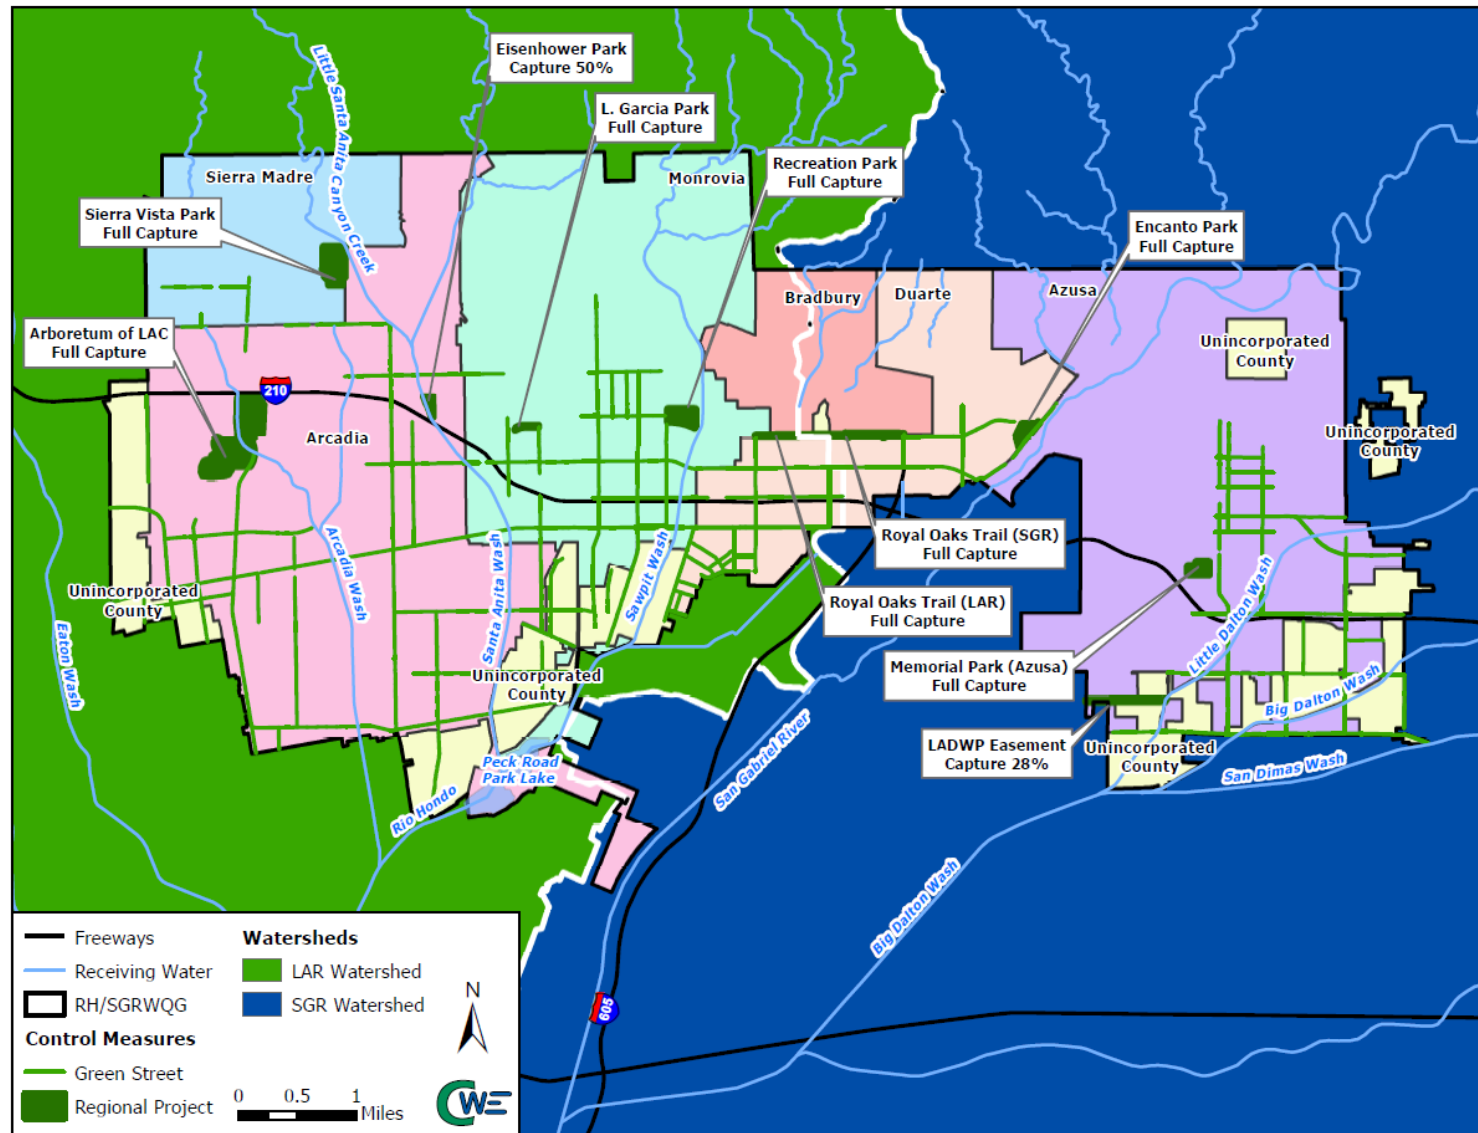 Eisenhower Park
Capture 50%
L. Garcia Park
Full Capture
Recreation Park
Full Capture
Sierra Madre
Monrovia
Little Santa Anita Canyon Creek
Sierra Vista Park
Full Capture
Encanto Park
Full Capture
Bradbury
Duarte
Azusa
Arboretum of LAC
Full Capture
Unincorporated
County
210
Arcadia
Unincorporated
County
Royal Oaks Trail (SGR)
Full Capture
Arcadia Wash
Santa Anita Wash
Sawpit Wash
Unincorporated
County
Royal Oaks Trail (LAR)
Full Capture
Little Dalton Wash
Eaton Wash
Memorial Park (Azusa)
Full Capture
Unincorporated
County
Big Dalton Wash
LADWP Easement
Capture 28%
Unincorporated
County
San Dimas Wash
Peck Road
Park Lake
San Gabriel River
Rio Hondo
Big Dalton Wash
605
Freeways
Receiving Water
RH/SGRWQG
Control Measures
Green Street
Regional Project
Watersheds
LAR Watershed
SGR Watershed
N
0 0.5 1
Miles
CWE